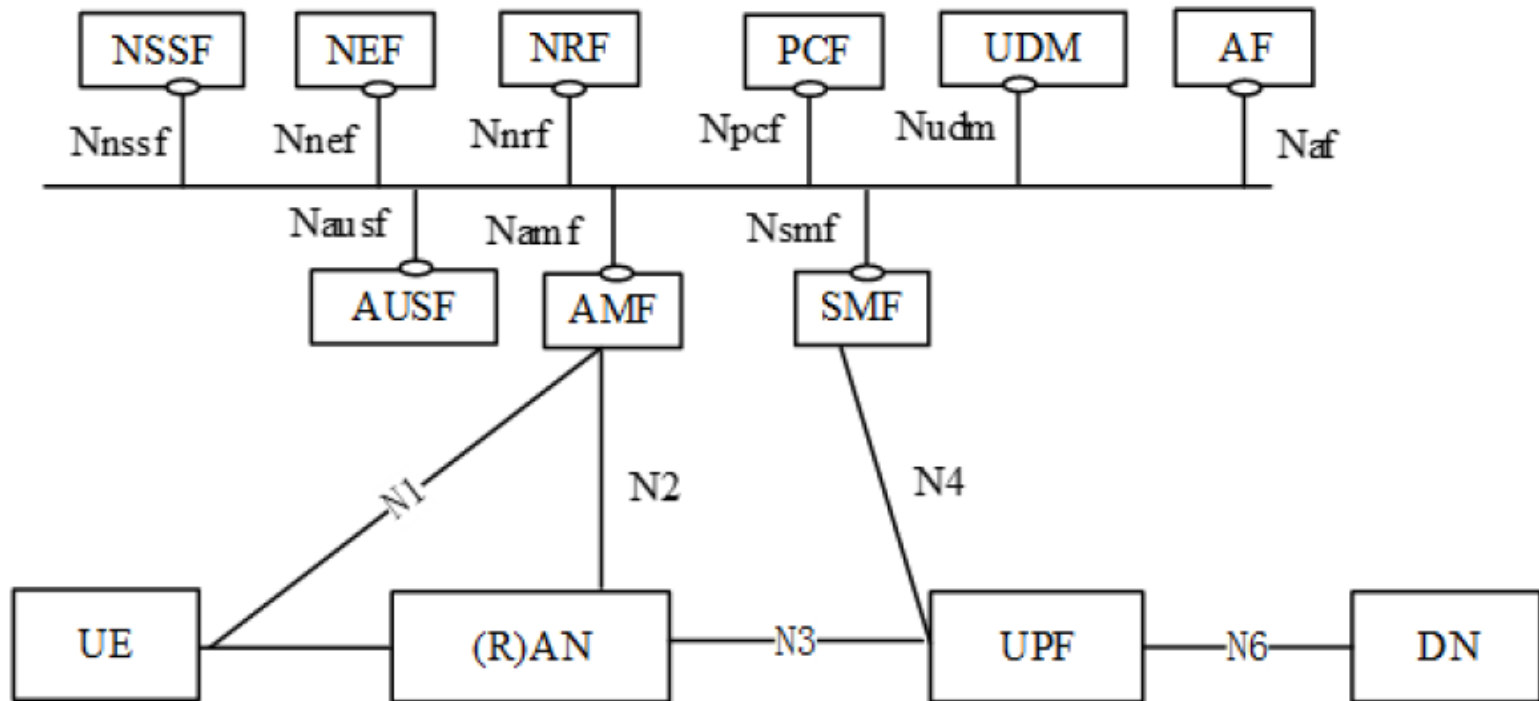 NSSF NEF NRF PCF UDM AF
Nnssf Nnef Nnrf Npcf Nudm Naf
Nausf Namf Nsmf
AUSF AMF SMF
N1 N2 N4
UE (R)AN N3 UPF N6 DN